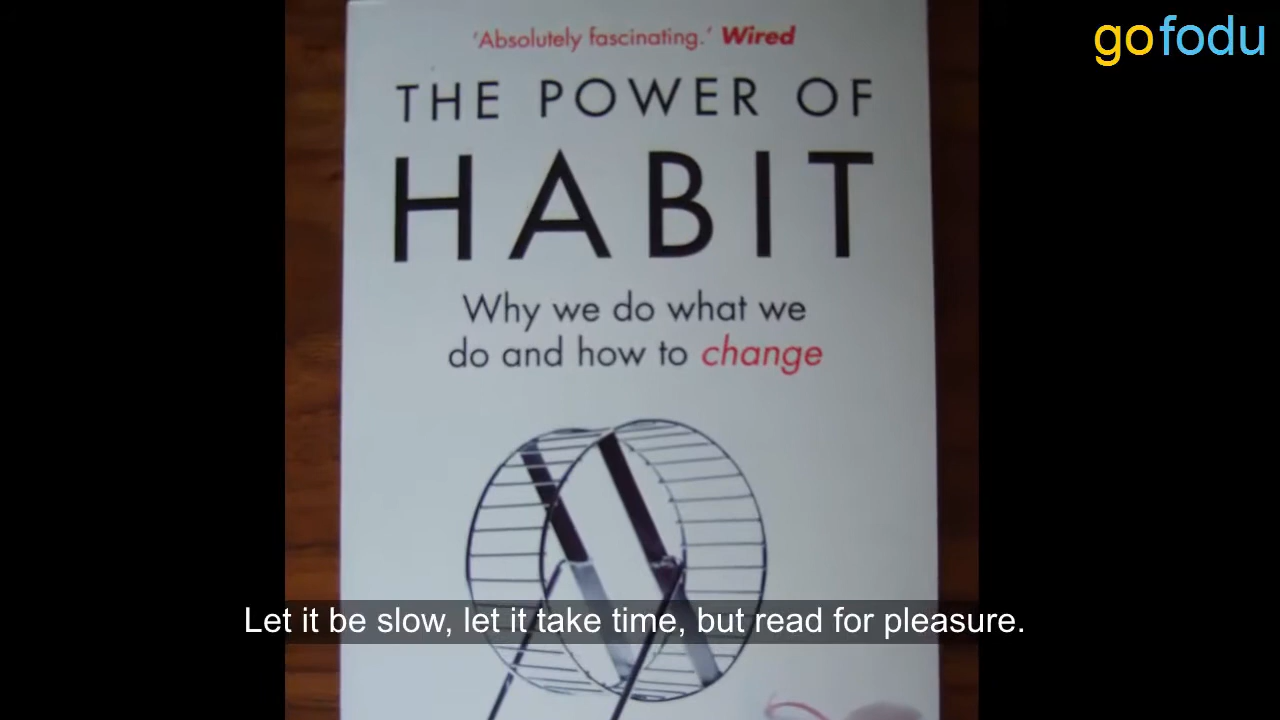 gofodu
'Absolutely fascinating.' Wired
THE POWER OF
HABIT
Why we do what we
do and how to change
Let it be slow, let it take time, but read for pleasure.